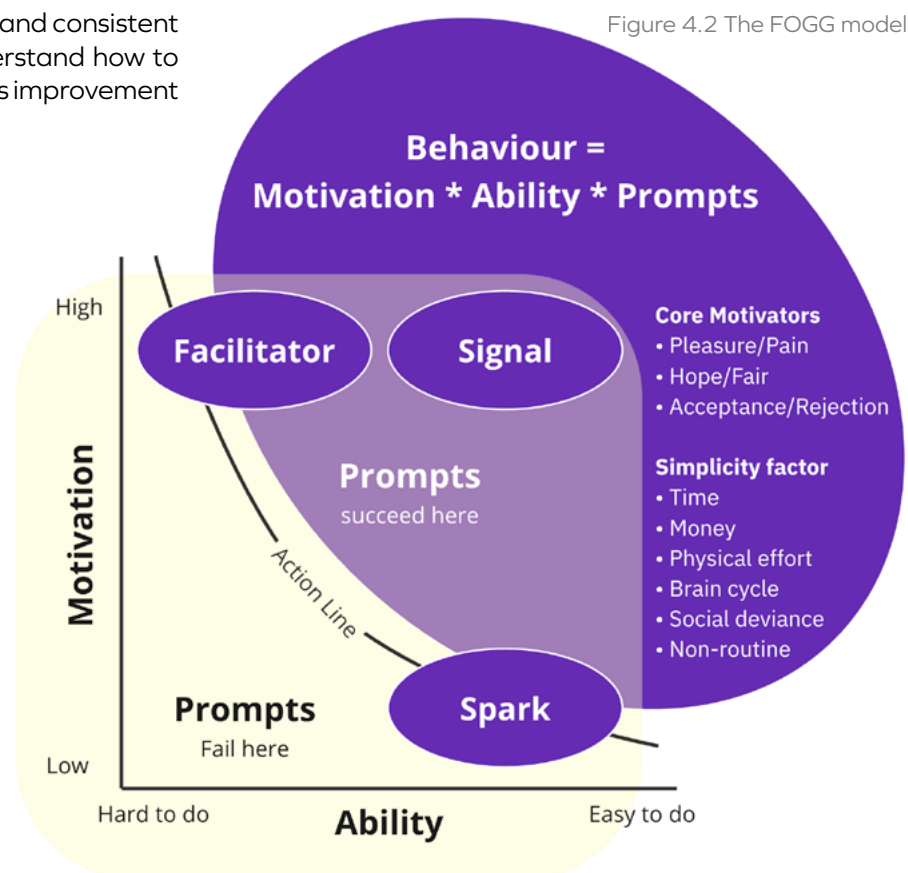 and consistent
erstand how to
s improvement
Figure 4.2 The FOGG model
Behaviour =
Motivation * Ability * Prompts
High
Facilitator
Signal
Core Motivators
• Pleasure/Pain
• Hope/Fair
• Acceptance/Rejection
Prompts
succeed here
Simplicity factor
• Time
• Money
• Physical effort
• Brain cycle
• Social deviance
• Non-routine
Motivation
Action Line
Prompts
Fail here
Spark
Low
Hard to do
Ability
Easy to do